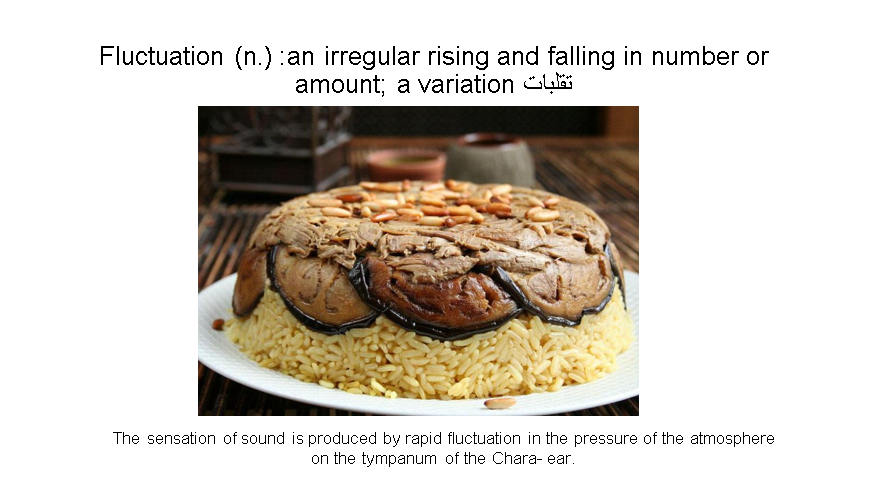 Fluctuation (n.) :an irregular rising and falling in number or
amount; a variation تقلبات
The sensation of sound is produced by rapid fluctuation in the pressure of the atmosphere
on the tympanum of the Chara- ear.